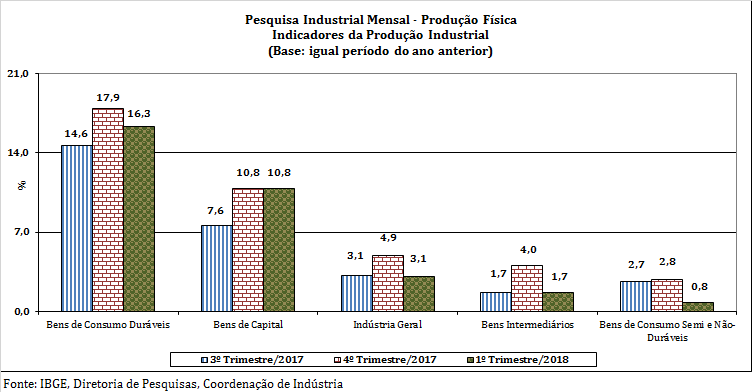 Pesquisa Industrial Mensal - Produção Física
Indicadores da Produção Industrial
(Base: igual período do ano anterior)
21,0
14,0
7,0
0,0
%
14,6
17,9
16,3
7,6
10,8
10,8
3,1
4,9
3,1
1,7
4,0
1,7
2,7
2,8
0,8
Bens de Consumo Duráveis
Bens de Capital
Indústria Geral
Bens Intermediários
Bens de Consumo Semi e Não-
Duráveis
3º Trimestre/2017
4º Trimestre/2017
1º Trimestre/2018
Fonte: IBGE, Diretoria de Pesquisas, Coordenação de Indústria